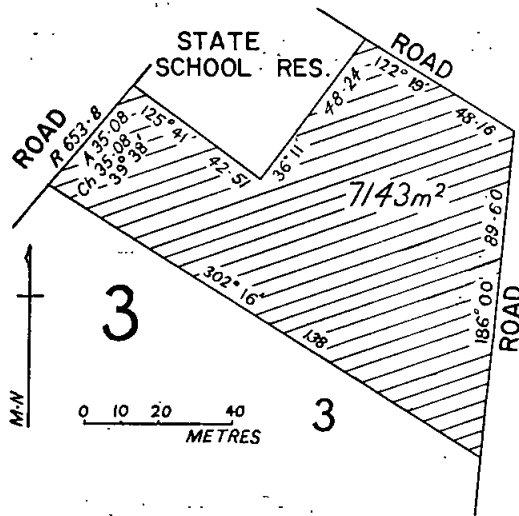 STATE
SCHOOL RES.
ROAD
122° 19'
48·16
48·24
36° 11'
125° 41'
42·51
ROAD
R 653·8
A 35·08
Ch 35·08
39° 38'
7143m²
89·60
186° 00'
ROAD
302° 16'
138
3
3
M·N
0 10 20 40
METRES